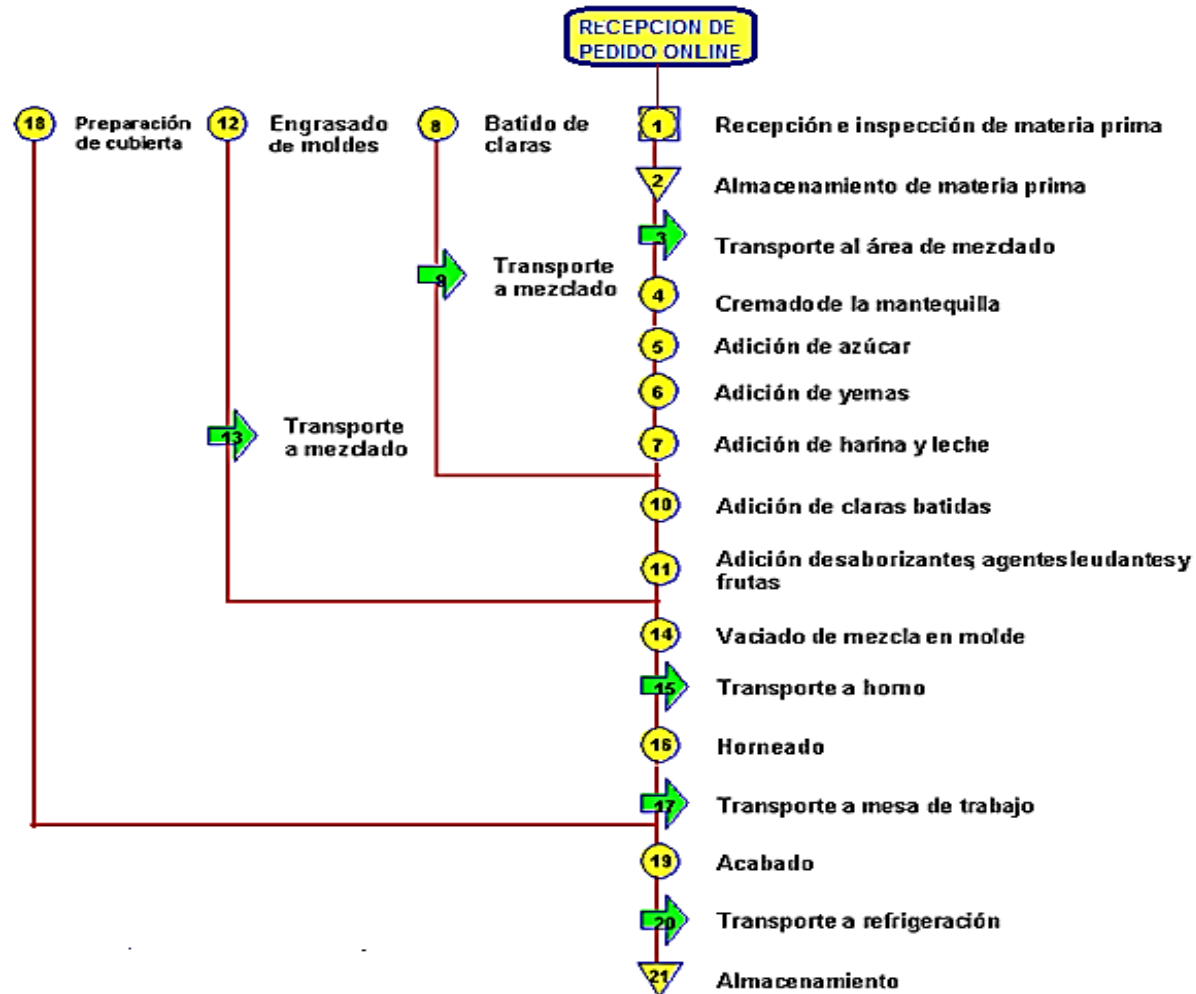 RECEPCION DE
PEDIDO ONLINE
18 Preparación
de cubierta
12 Engrasado
de moldes
8 Batido de
claras
1 Recepción e inspección de materia prima
2 Almacenamiento de materia prima
3 Transporte al área de mezclado
9 Transporte
a mezclado
4 Cremado de la mantequilla
5 Adición de azúcar
6 Adición de yemas
13 Transporte
a mezclado
7 Adición de harina y leche
10 Adición de claras batidas
11 Adición desaborizantes, agentes leudantes y
frutas
14 Vaciado de mezcla en molde
15 Transporte a horno
16 Horneado
17 Transporte a mesa de trabajo
19 Acabado
20 Transporte a refrigeración
21 Almacenamiento